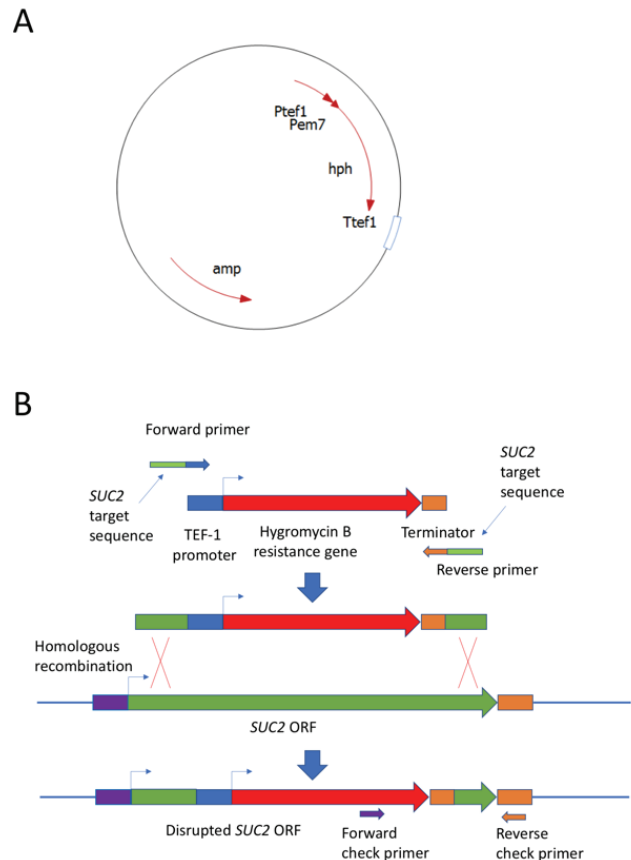 A
Ptef1
Pem7
hph
Ttef1
amp
B
Forward primer
SUC2
target
sequence
SUC2
target
sequence
TEF-1
promoter
Hygromycin B
resistance gene
Terminator
Reverse primer
Homologous
recombination
SUC2 ORF
Disrupted SUC2 ORF
Forward
check primer
Reverse
check primer